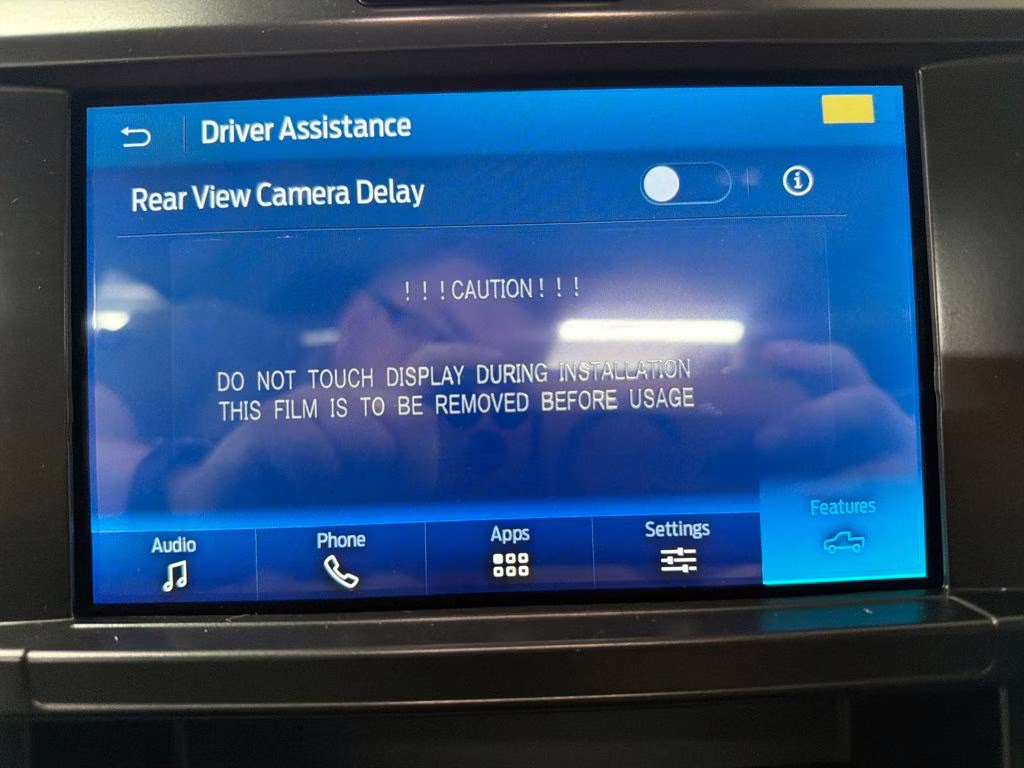 Driver Assistance
Rear View Camera Delay
i
!!!CAUTION!!!
DO NOT TOUCH DISPLAY DURING INSTALLATION
THIS FILM IS TO BE REMOVED BEFORE USAGE
Audio
Phone
Apps
Settings
Features